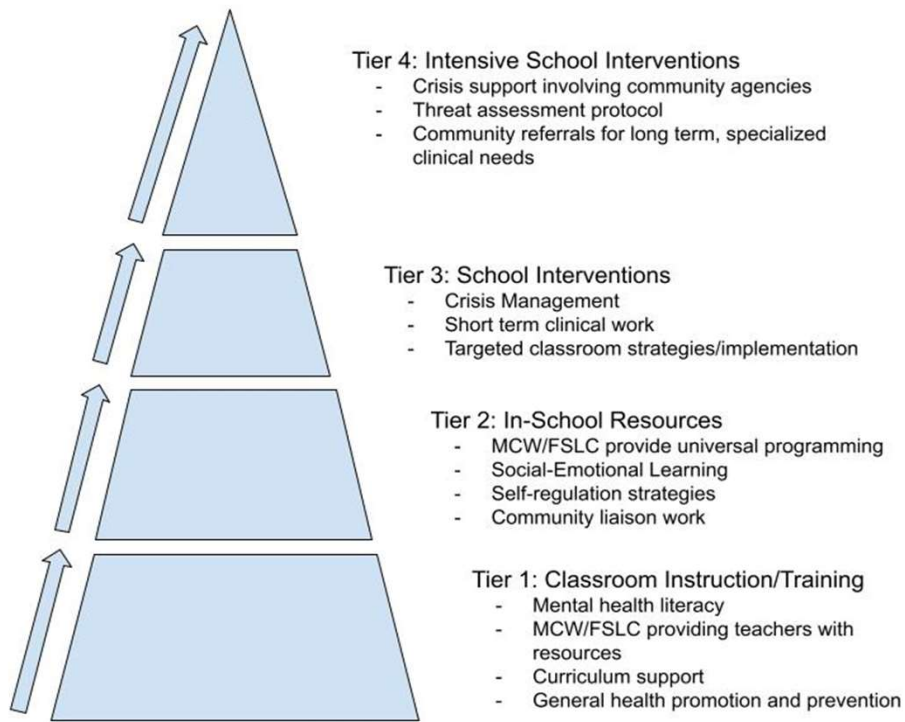 Tier 4: Intensive School Interventions
- Crisis support involving community agencies
- Threat assessment protocol
- Community referrals for long term, specialized
clinical needs
Tier 3: School Interventions
- Crisis Management
- Short term clinical work
- Targeted classroom strategies/implementation
Tier 2: In-School Resources
- MCW/FSLC provide universal programming
- Social-Emotional Learning
- Self-regulation strategies
- Community liaison work
Tier 1: Classroom Instruction/Training
- Mental health literacy
- MCW/FSLC providing teachers with
resources
- Curriculum support
- General health promotion and prevention